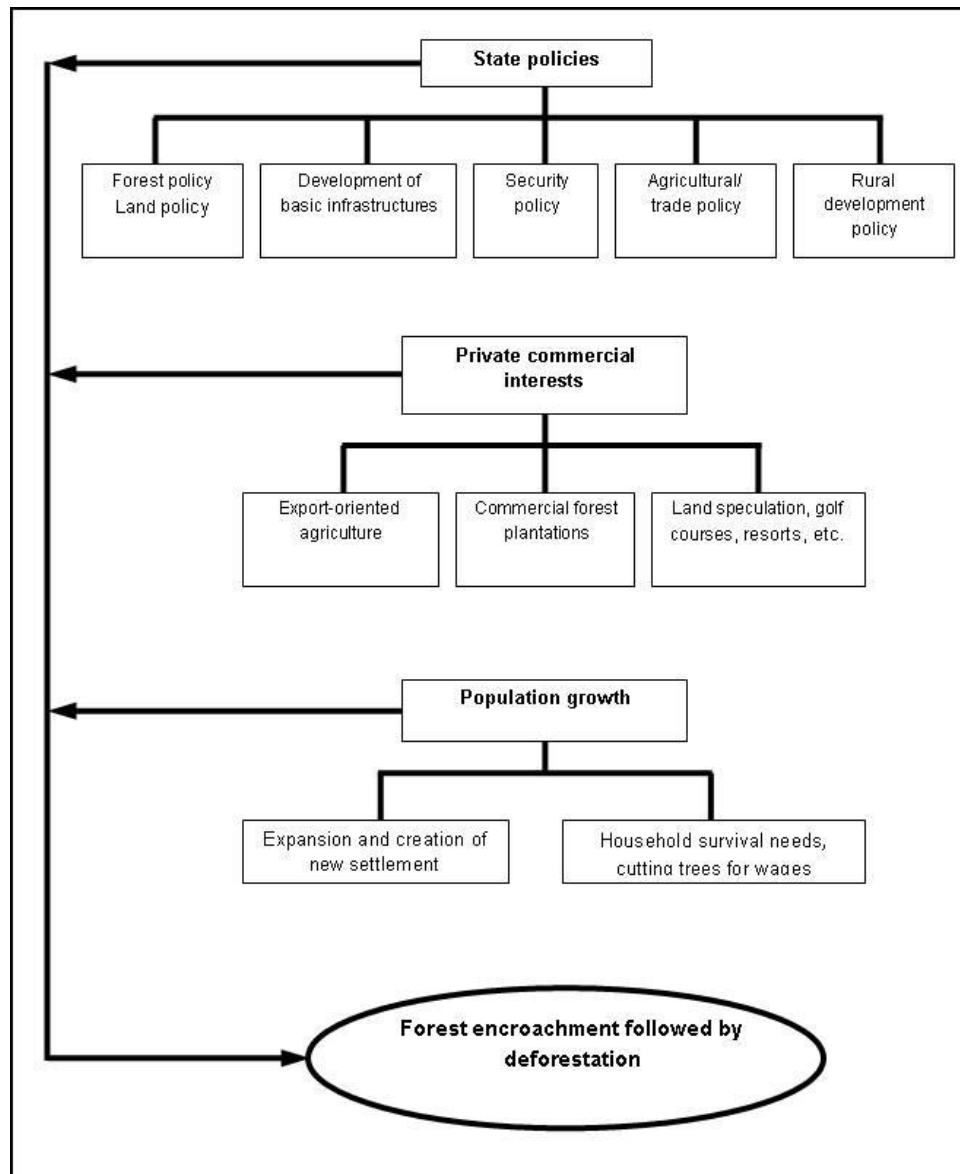 State policies
Forest policy
Land policy
Development of
basic infrastructures
Security
policy
Agricultural/
trade policy
Rural
development
policy
Private commercial
interests
Export-oriented
agriculture
Commercial forest
plantations
Land speculation, golf
courses, resorts, etc.
Population growth
Expansion and creation of
new settlement
Household survival needs,
cutting trees for wages
Forest encroachment followed by
deforestation